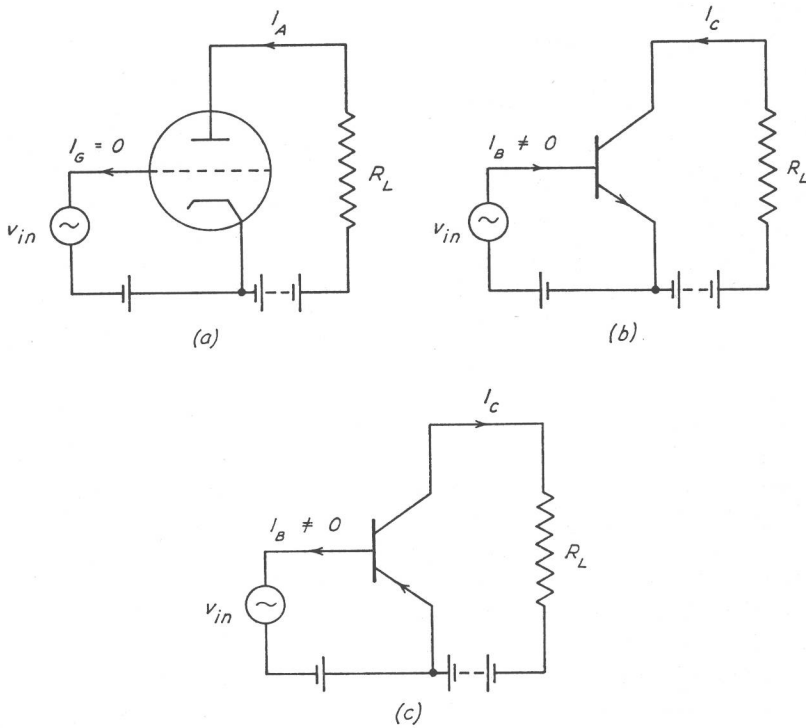 I_A
I_G = 0
R_L
v_in
(a)
I_C
I_B ≠ 0
R_L
v_in
(b)
I_C
I_B ≠ 0
R_L
v_in
(c)